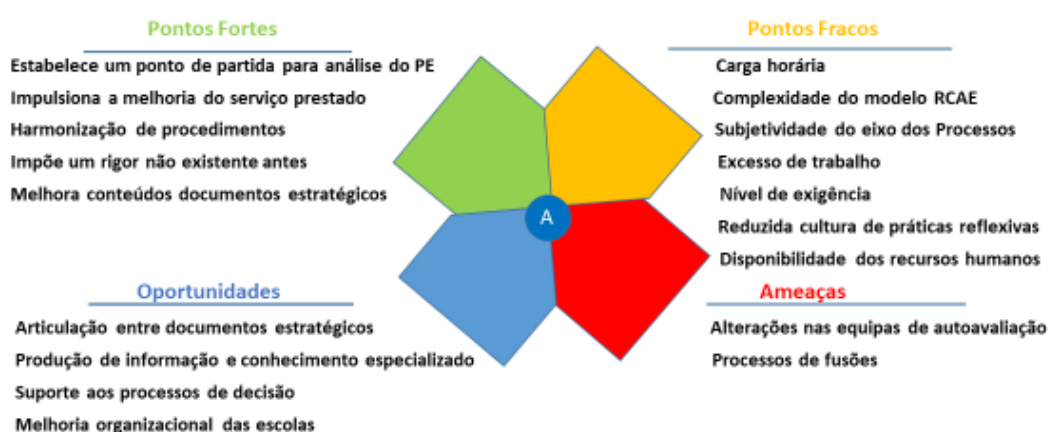 Pontos Fortes
Estabelece um ponto de partida para análise do PE
Impulsiona a melhoria do serviço prestado
Harmonização de procedimentos
Impõe um rigor não existente antes
Melhora conteúdos documentos estratégicos
Pontos Fracos
Carga horária
Complexidade do modelo RCAE
Subjetividade do eixo dos Processos
Excesso de trabalho
Nível de exigência
Reduzida cultura de práticas reflexivas
Disponibilidade dos recursos humanos
A
Oportunidades
Articulação entre documentos estratégicos
Produção de informação e conhecimento especializado
Suporte aos processos de decisão
Melhoria organizacional das escolas
Ameaças
Alterações nas equipas de autoavaliação
Processos de fusões